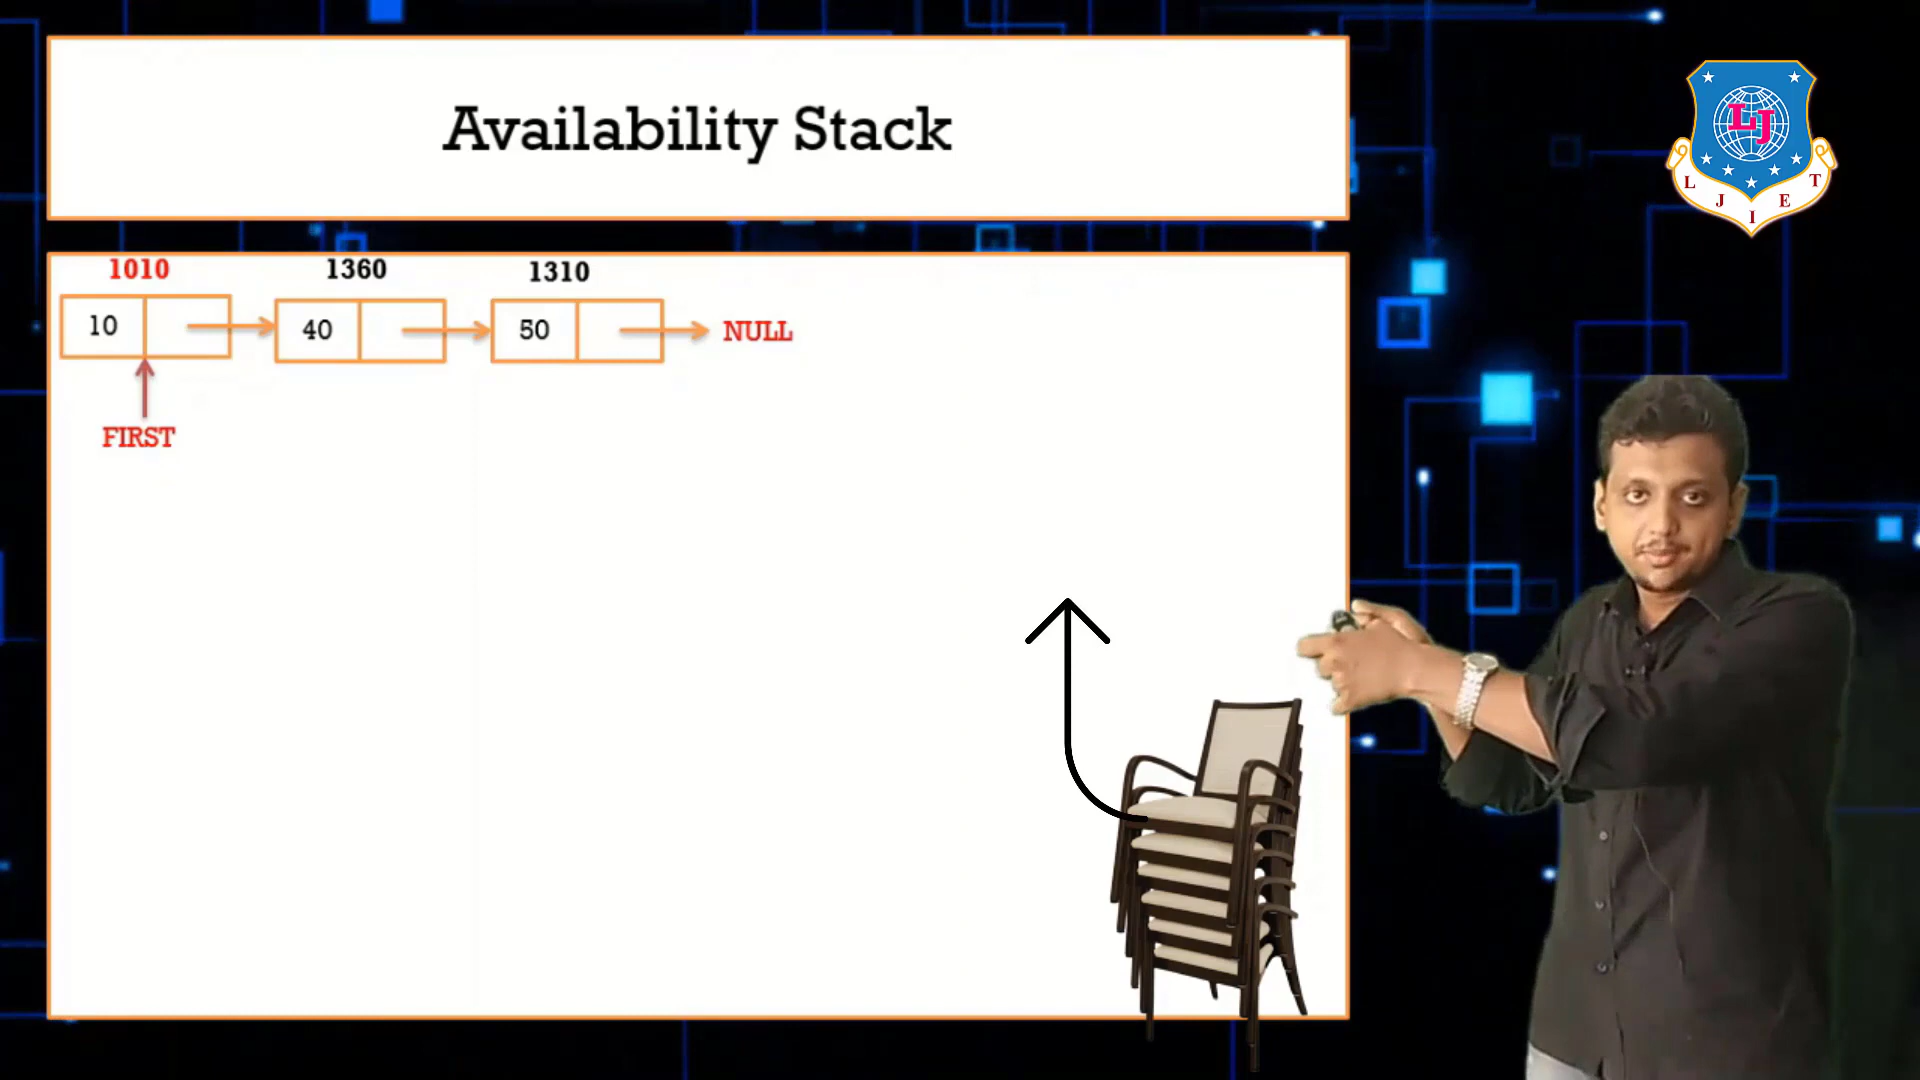 Availability Stack
LJ
L J I E T
1010 1360 1310
10 40 50 NULL
FIRST